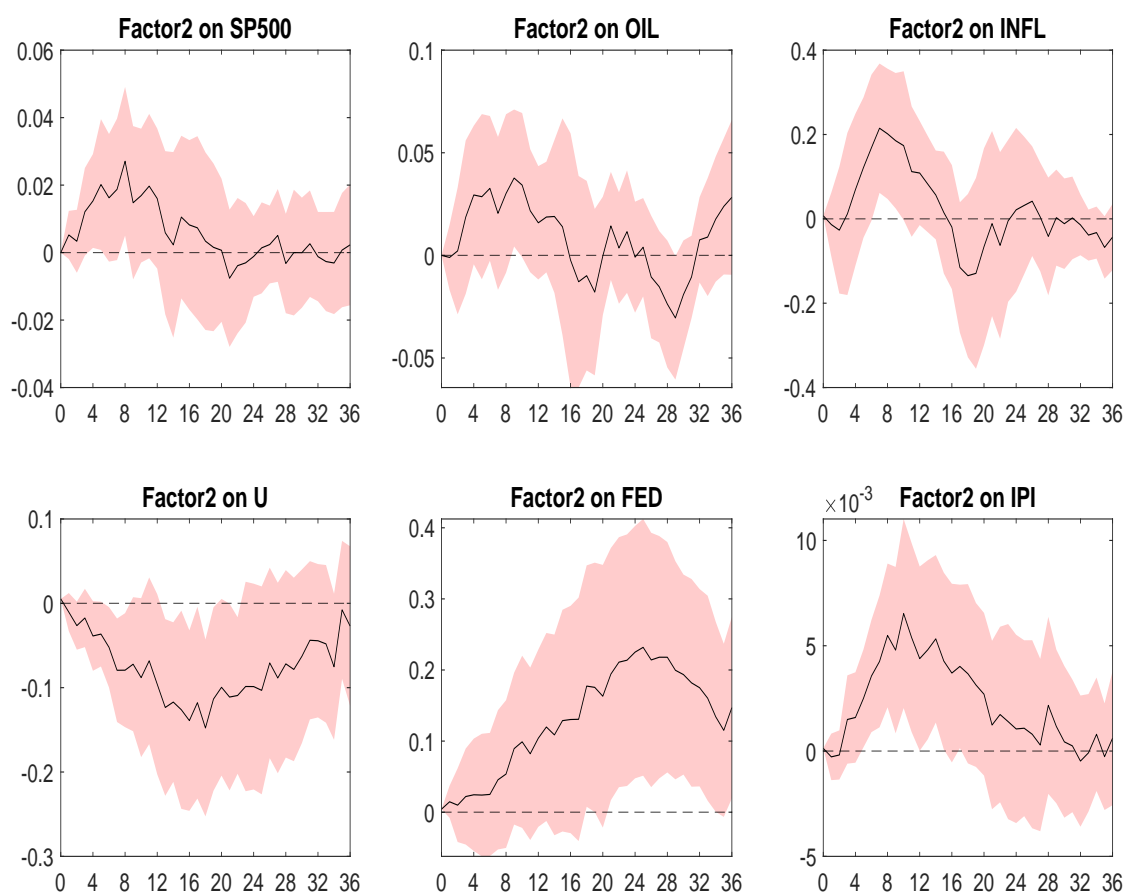 Factor2 on SP500
0.06
0.04
0.02
0
-0.02
-0.04
0 4 8 12 16 20 24 28 32 36
Factor2 on OIL
0.1
0.05
0
-0.05
0 4 8 12 16 20 24 28 32 36
Factor2 on INFL
0.4
0.2
0
-0.2
-0.4
0 4 8 12 16 20 24 28 32 36
Factor2 on U
0.1
0
-0.1
-0.2
-0.3
0 4 8 12 16 20 24 28 32 36
Factor2 on FED
0.4
0.3
0.2
0.1
0
0 4 8 12 16 20 24 28 32 36
×10⁻³
Factor2 on IPI
10
5
0
-5
0 4 8 12 16 20 24 28 32 36